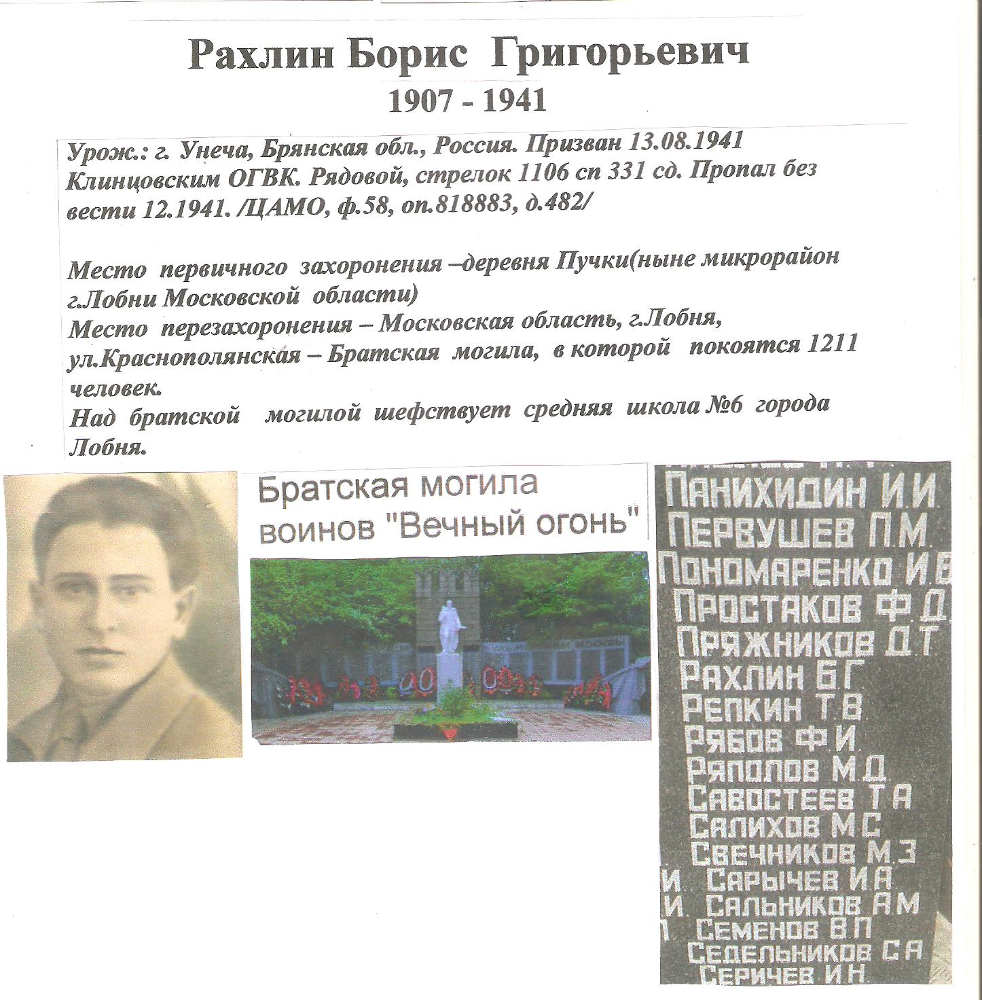 Рахлин Борис Григорьевич
1907 - 1941
Урож.: г. Унеча, Брянская обл., Россия. Призван 13.08.1941
Клинцовским ОГВК. Рядовой, стрелок 1106 сп 331 сд. Пропал без
вести 12.1941. /ЦАМО, ф.58, оп.818883, д.482/
Место первичного захоронения –деревня Пучки(ныне микрорайон
г.Лобни Московской области)
Место перезахоронения – Московская область, г.Лобня,
ул.Краснополянская – Братская могила, в которой покоятся 1211
человек.
Над братской могилой шефствует средняя школа №6 города
Лобня.
Братская могила
воинов "Вечный огонь"
МОСКВЫ
ПАНИХИДИН И.И.
ПЕРВУШЕВ П.М.
ПОНОМАРЕНКО И.В
ПРОСТАКОВ Ф.Д.
ПРЯЖНИКОВ Д.Т
РАХЛИН Б.Г.
РЕПКИН Т.В.
РЯБОВ Ф.И.
РЯПОЛОВ М.Д.
САВОСТЕЕВ Т.А
САЛИХОВ М.С
СВЕЧНИКОВ М.З
И. САРЫЧЕВ И.А.
И. САЛЬНИКОВ А.М
СЕМЕНОВ В.П
СЕДЕЛЬНИКОВ С.А
СЕРИЧЕВ И.Н.